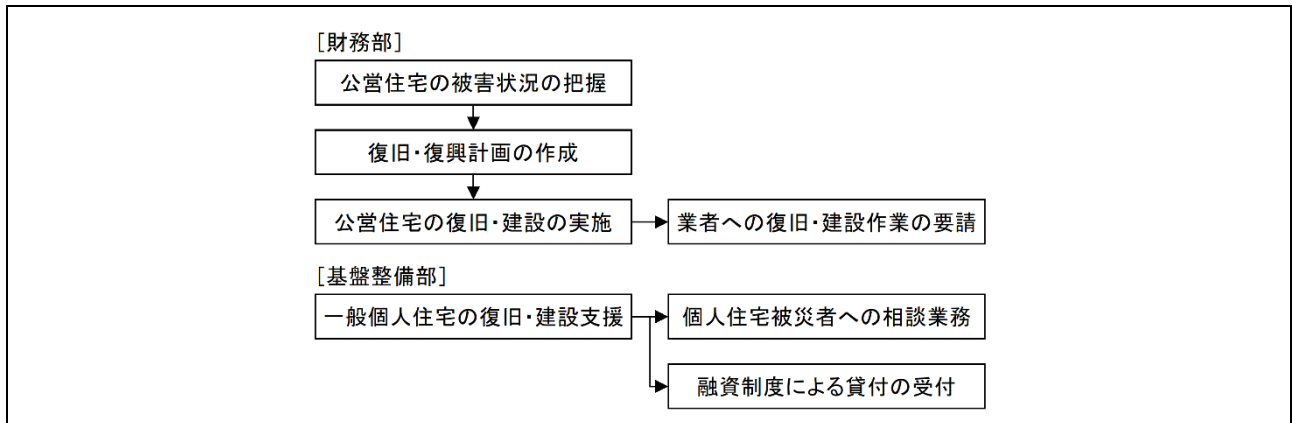 ［財務部］
公営住宅の被害状況の把握
復旧・復興計画の作成
公営住宅の復旧・建設の実施
業者への復旧・建設作業の要請
［基盤整備部］
一般個人住宅の復旧・建設支援
個人住宅被災者への相談業務
融資制度による貸付の受付